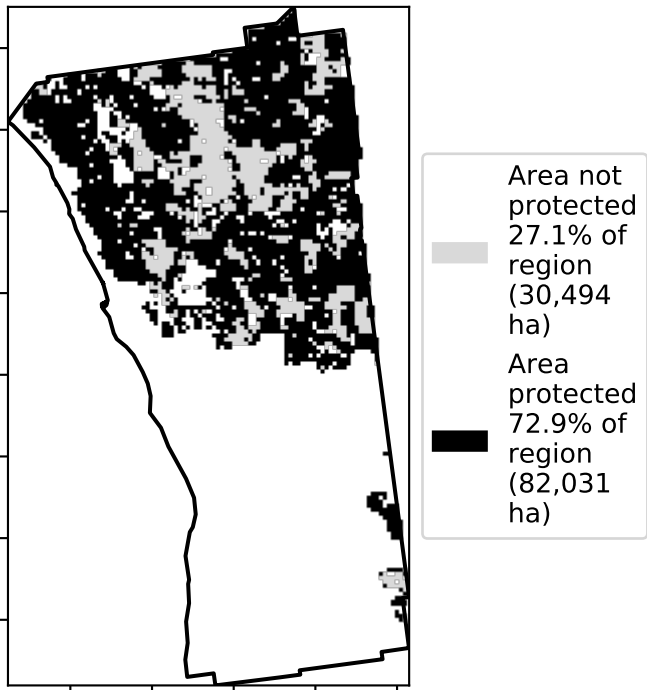 Area not
protected
27.1% of
region
(30,494
ha)
Area
protected
72.9% of
region
(82,031
ha)